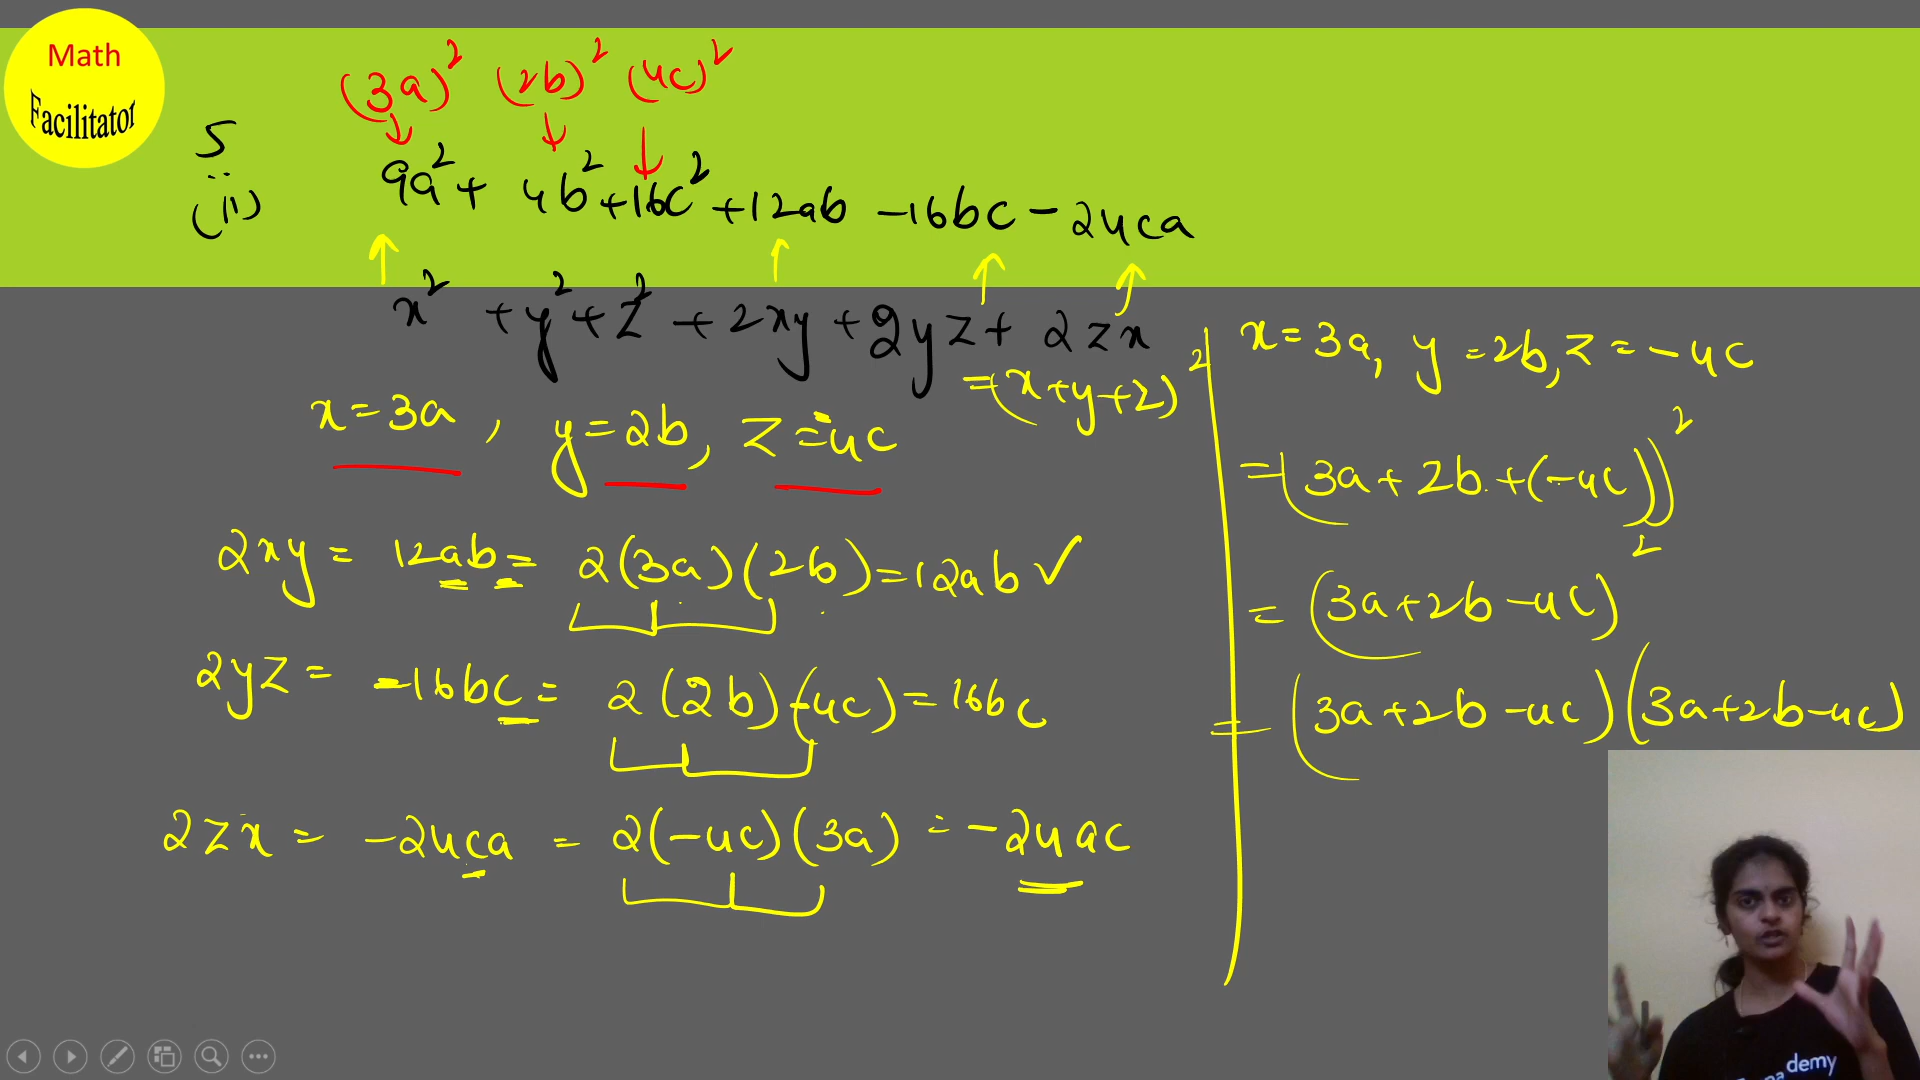 Math
Facilitator
(3a)² (2b)² (4c)²
5
(ii) 9a² + 4b² + 16c² + 12ab - 16bc - 24ca
x² + y² + z² + 2xy + 2yz + 2zx
= (x+y+z)²
x = 3a, y = 2b, z = -4c
2xy = 12ab = 2(3a)(2b) = 12ab ✓
2yz = -16bc = 2(2b)(-4c) = 16bc
2zx = -24ca = 2(-4c)(3a) = -24ac
x = 3a, y = 2b, z = -4c
= (3a + 2b + (-4c))²
= (3a + 2b - 4c)²
= (3a + 2b - 4c)(3a + 2b - 4c)
demy